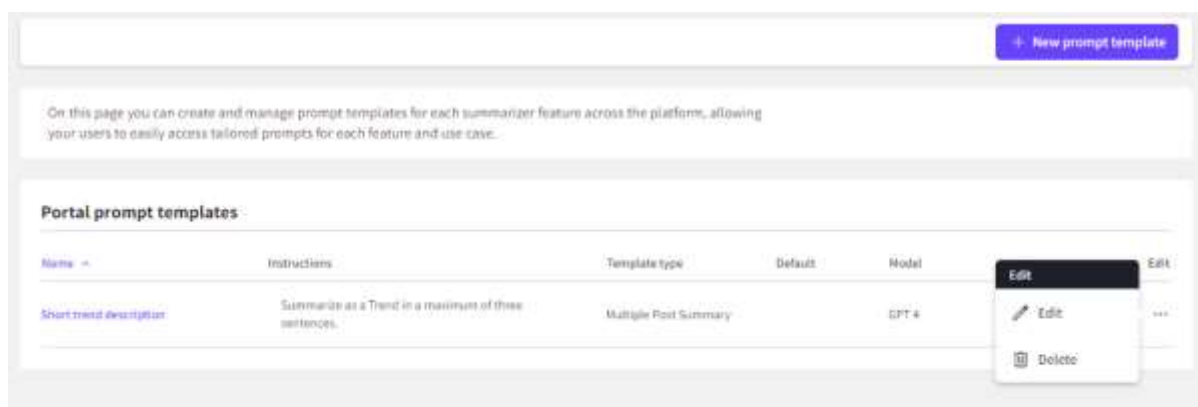 + New prompt template
On this page you can create and manage prompt templates for each summarizer feature across the platform, allowing
your users to easily access tailored prompts for each feature and use case.
Portal prompt templates
Name Instructions Template type Default Model Edit
Edit
Short trend description Summarize as a Trend in a maximum of three Multiple Post Summary GPT 4 Edit ...
sentences.
Delete